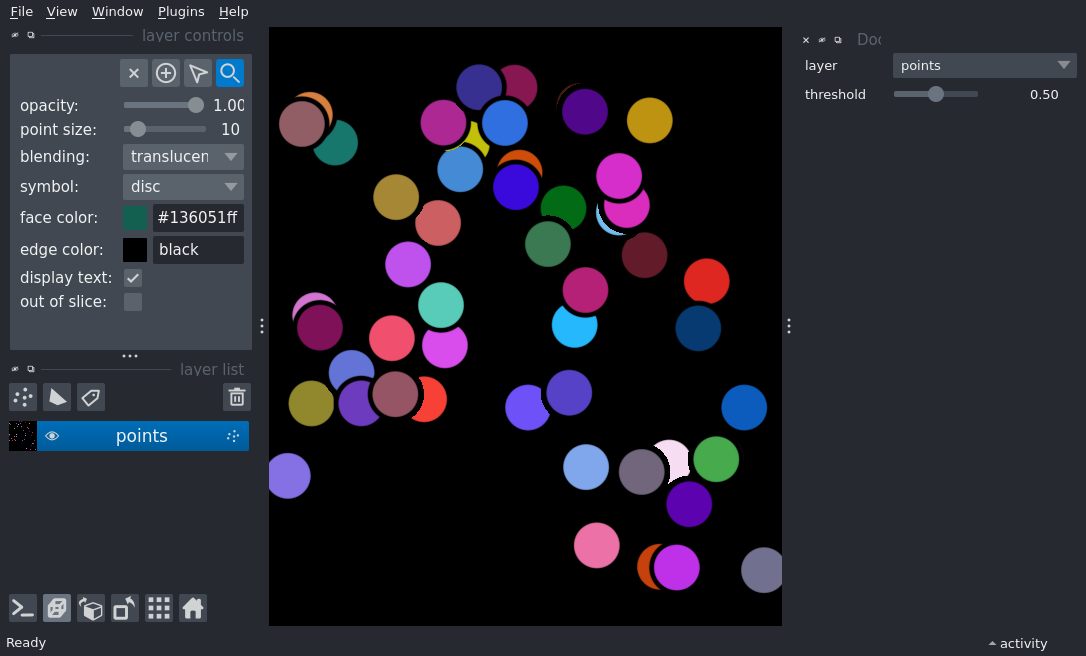 File View Window Plugins Help
layer controls
opacity: 1.00
point size: 10
blending: translucen
symbol: disc
face color: #136051ff
edge color: black
display text:
out of slice:
layer list
points
Ready
Doc
layer points
threshold 0.50
activity